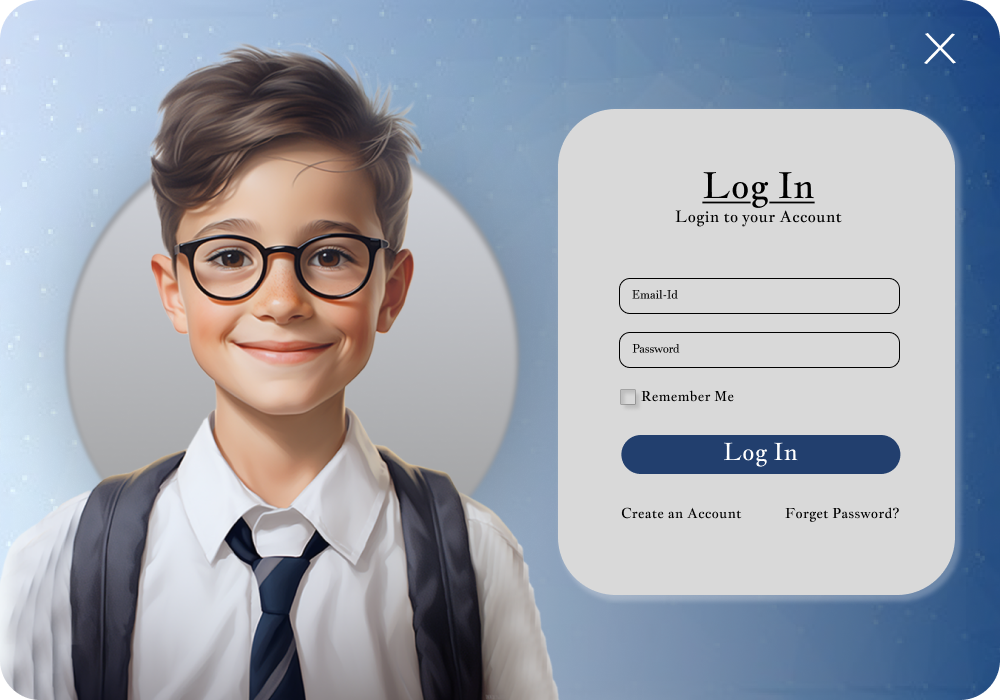 Log In
Login to your Account
Email-Id
Password
Remember Me
Log In
Create an Account
Forget Password?